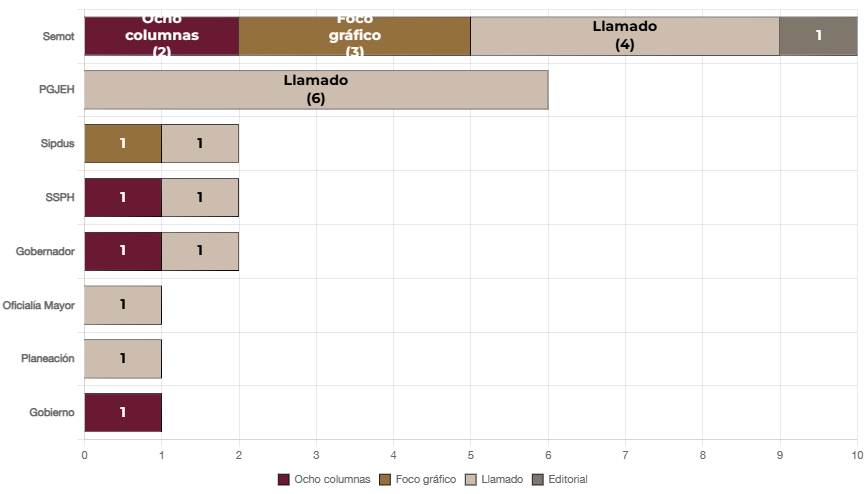 Semot
Ocho
columnas
(2)
Foco
gráfico
(3)
Llamado
(4)
1
PGJEH
Llamado
(6)
Sipdus
1
1
SSPH
1
1
Gobernador
1
1
Oficialía Mayor
1
Planeación
1
Gobierno
1
0 1 2 3 4 5 6 7 8 9 10
Ocho columnas Foco gráfico Llamado Editorial